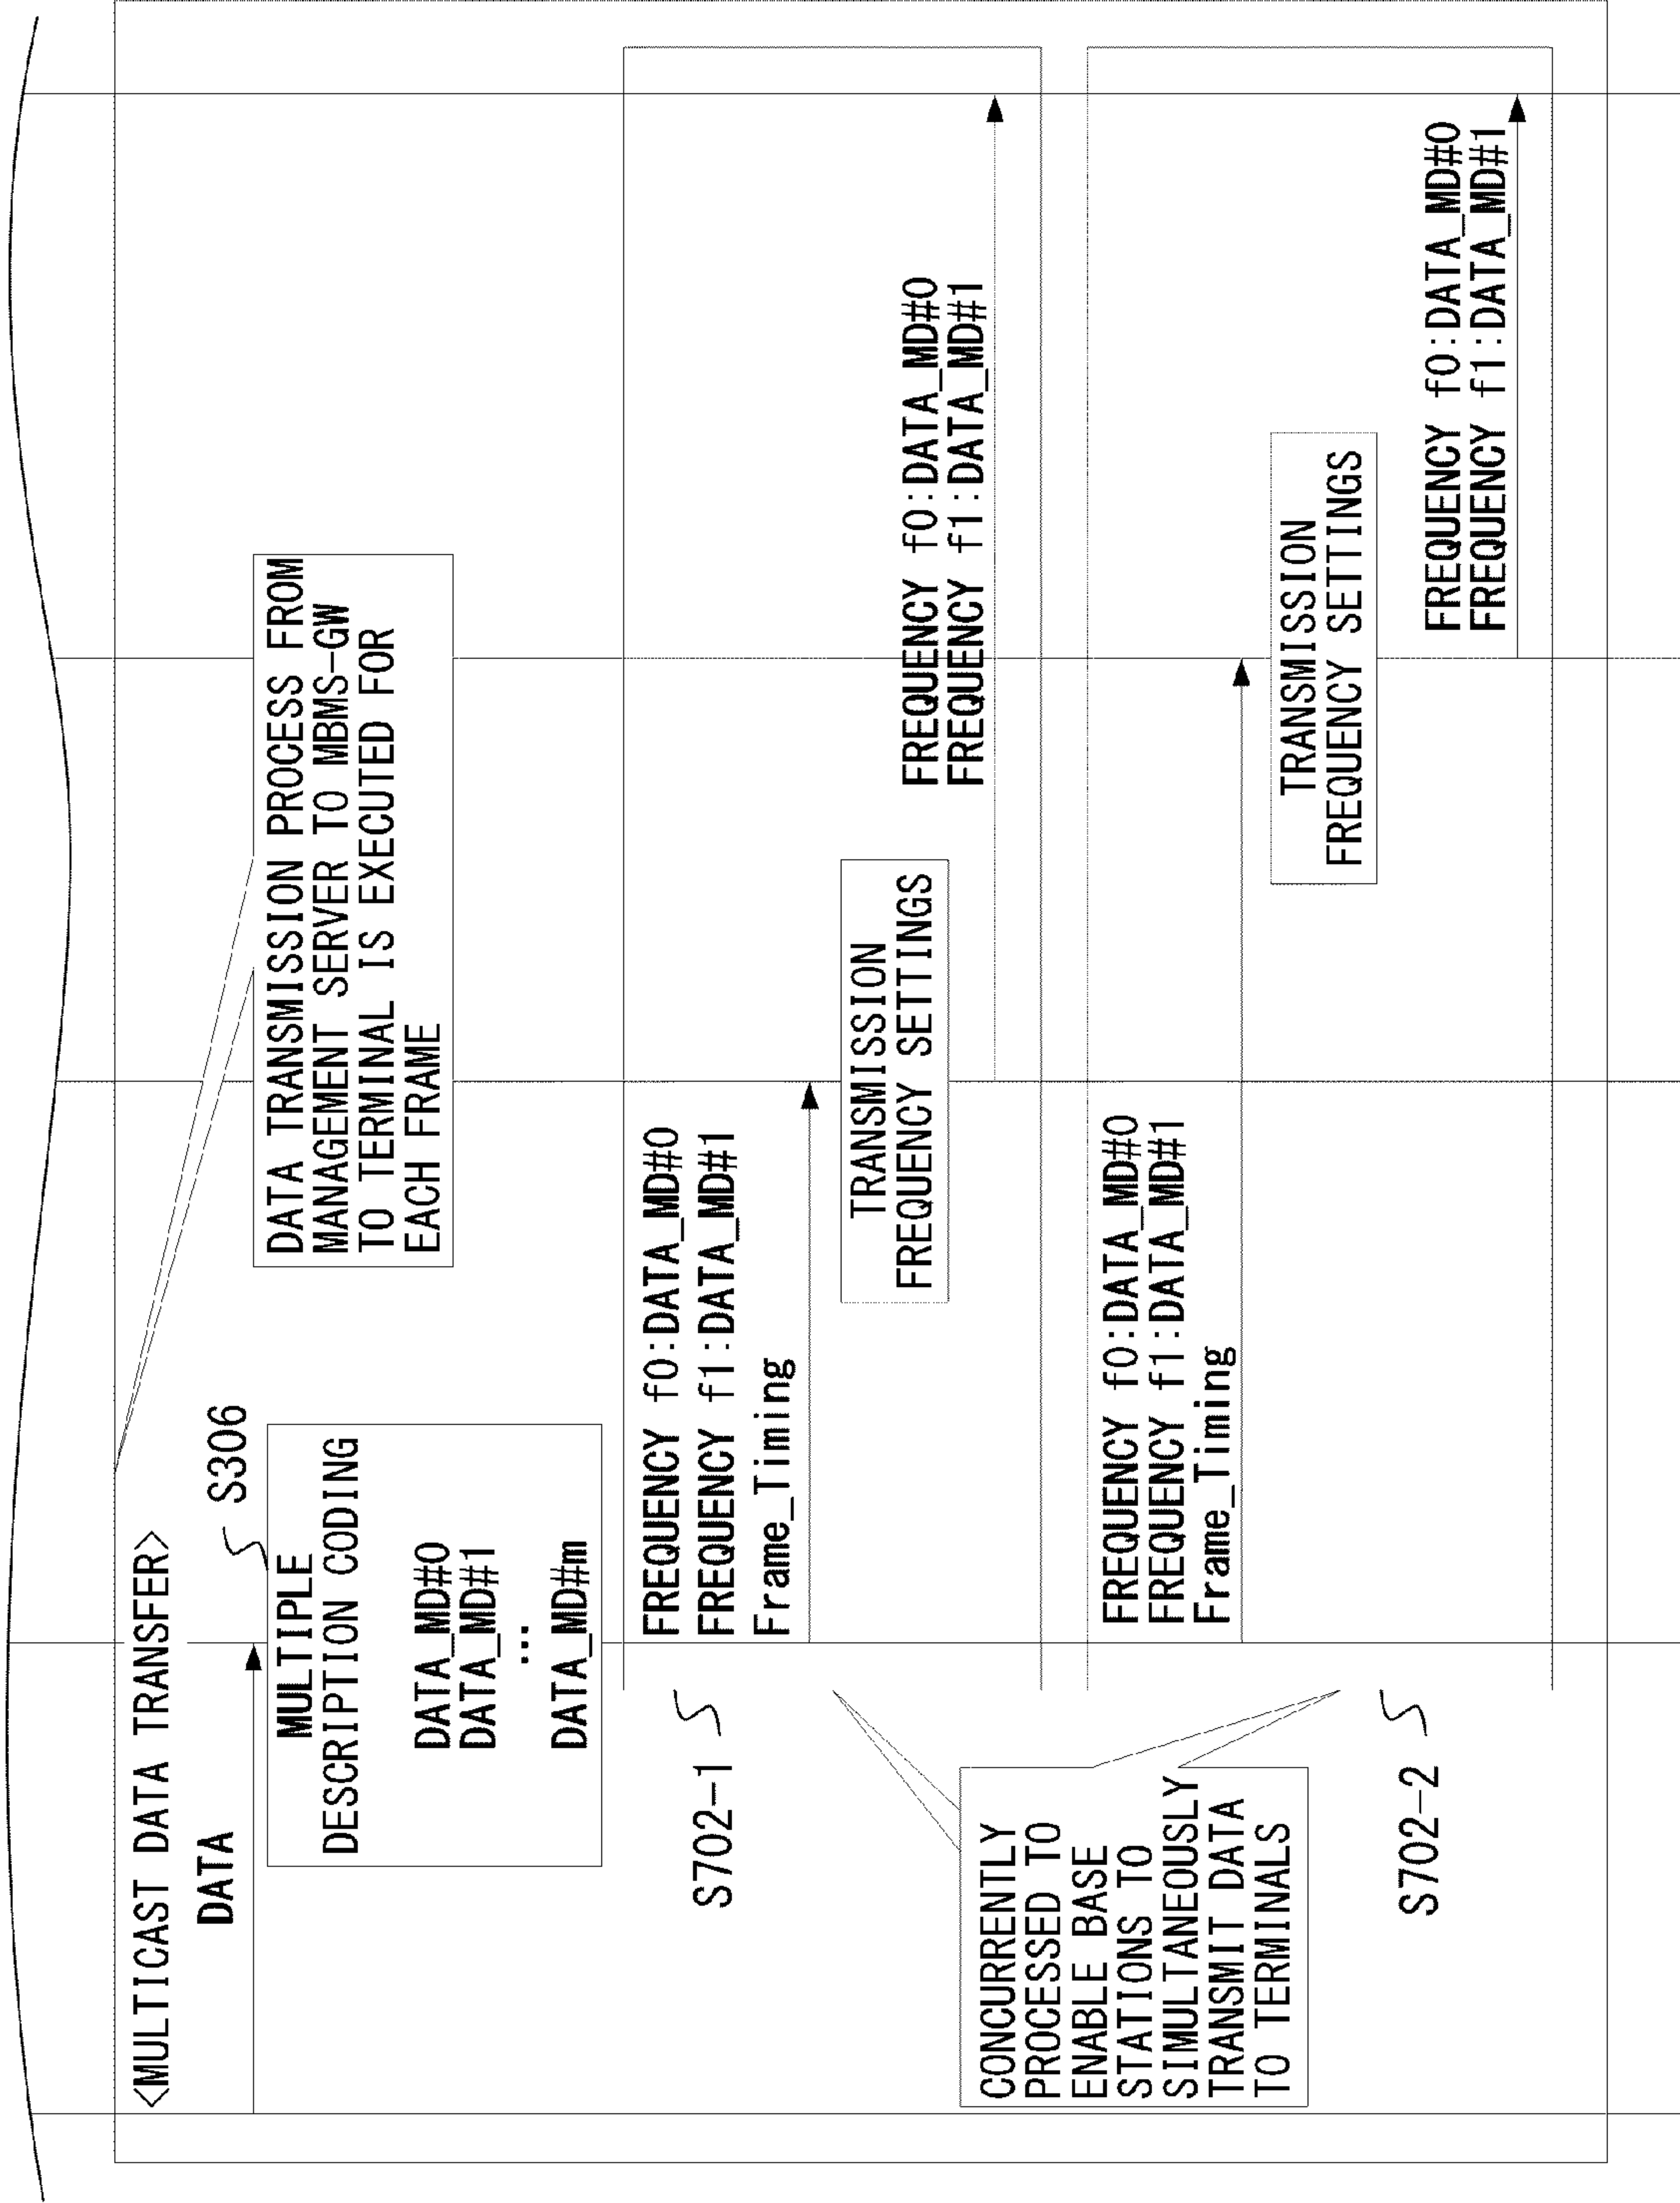 <MULTICAST DATA TRANSFER>
DATA
S306
MULTIPLE
DESCRIPTION CODING
DATA_MD#0
DATA_MD#1
...
DATA_MD#m
DATA TRANSMISSION PROCESS FROM
MANAGEMENT SERVER TO MBMS-GW
TO TERMINAL IS EXECUTED FOR
EACH FRAME
S702-1
FREQUENCY f0:DATA_MD#0
FREQUENCY f1:DATA_MD#1
Frame_Timing
TRANSMISSION
FREQUENCY SETTINGS
FREQUENCY f0:DATA_MD#0
FREQUENCY f1:DATA_MD#1
CONCURRENTLY
PROCESSED TO
ENABLE BASE
STATIONS TO
SIMULTANEOUSLY
TRANSMIT DATA
TO TERMINALS
S702-2
FREQUENCY f0:DATA_MD#0
FREQUENCY f1:DATA_MD#1
Frame_Timing
TRANSMISSION
FREQUENCY SETTINGS
FREQUENCY f0:DATA_MD#0
FREQUENCY f1:DATA_MD#1